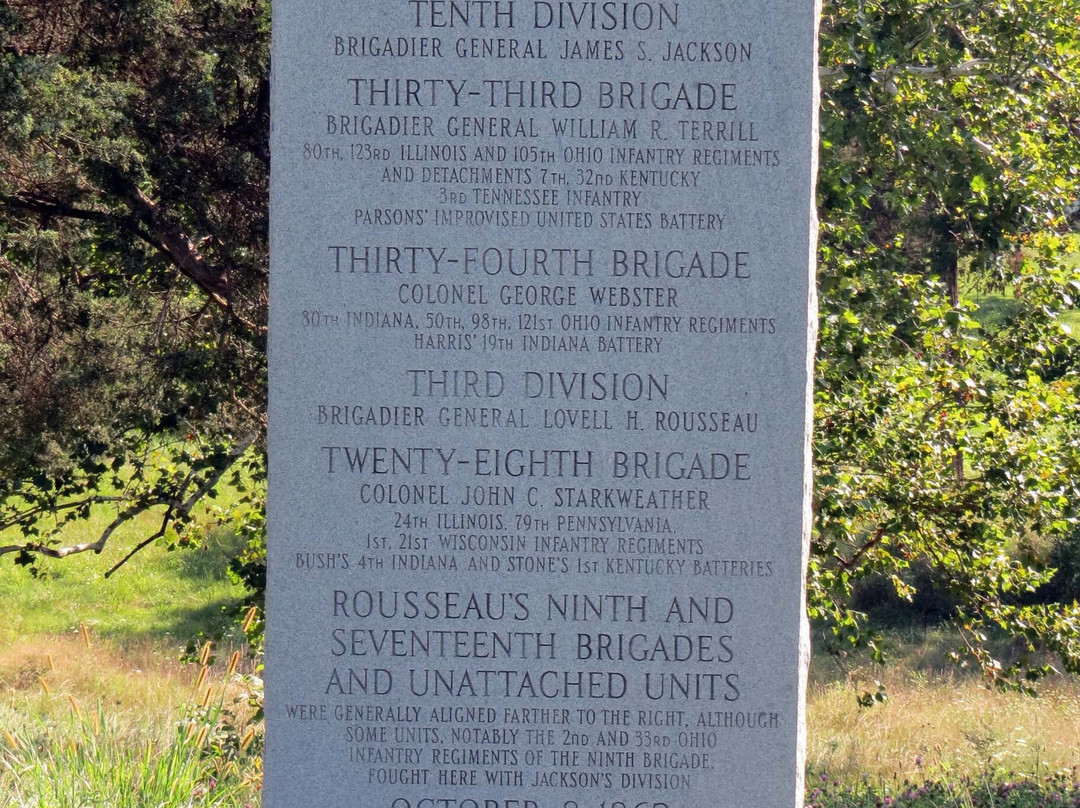 TENTH DIVISION
BRIGADIER GENERAL JAMES S. JACKSON
THIRTY-THIRD BRIGADE
BRIGADIER GENERAL WILLIAM R. TERRILL
80TH, 123RD ILLINOIS AND 105TH OHIO INFANTRY REGIMENTS
AND DETACHMENTS 7TH, 32ND KENTUCKY
3RD TENNESSEE INFANTRY
PARSONS' IMPROVISED UNITED STATES BATTERY
THIRTY-FOURTH BRIGADE
COLONEL GEORGE WEBSTER
80TH INDIANA, 50TH, 98TH, 121ST OHIO INFANTRY REGIMENTS
HARRIS' 19TH INDIANA BATTERY
THIRD DIVISION
BRIGADIER GENERAL LOVELL H. ROUSSEAU
TWENTY-EIGHTH BRIGADE
COLONEL JOHN C. STARKWEATHER
24TH ILLINOIS, 79TH PENNSYLVANIA,
1ST, 21ST WISCONSIN INFANTRY REGIMENTS
BUSH'S 4TH INDIANA AND STONE'S 1ST KENTUCKY BATTERIES
ROUSSEAU'S NINTH AND
SEVENTEENTH BRIGADES
AND UNATTACHED UNITS
WERE GENERALLY ALIGNED FARTHER TO THE RIGHT, ALTHOUGH
SOME UNITS, NOTABLY THE 2ND AND 33RD OHIO
INFANTRY REGIMENTS OF THE NINTH BRIGADE,
FOUGHT HERE WITH JACKSON'S DIVISION
OCTOBER 8, 1862